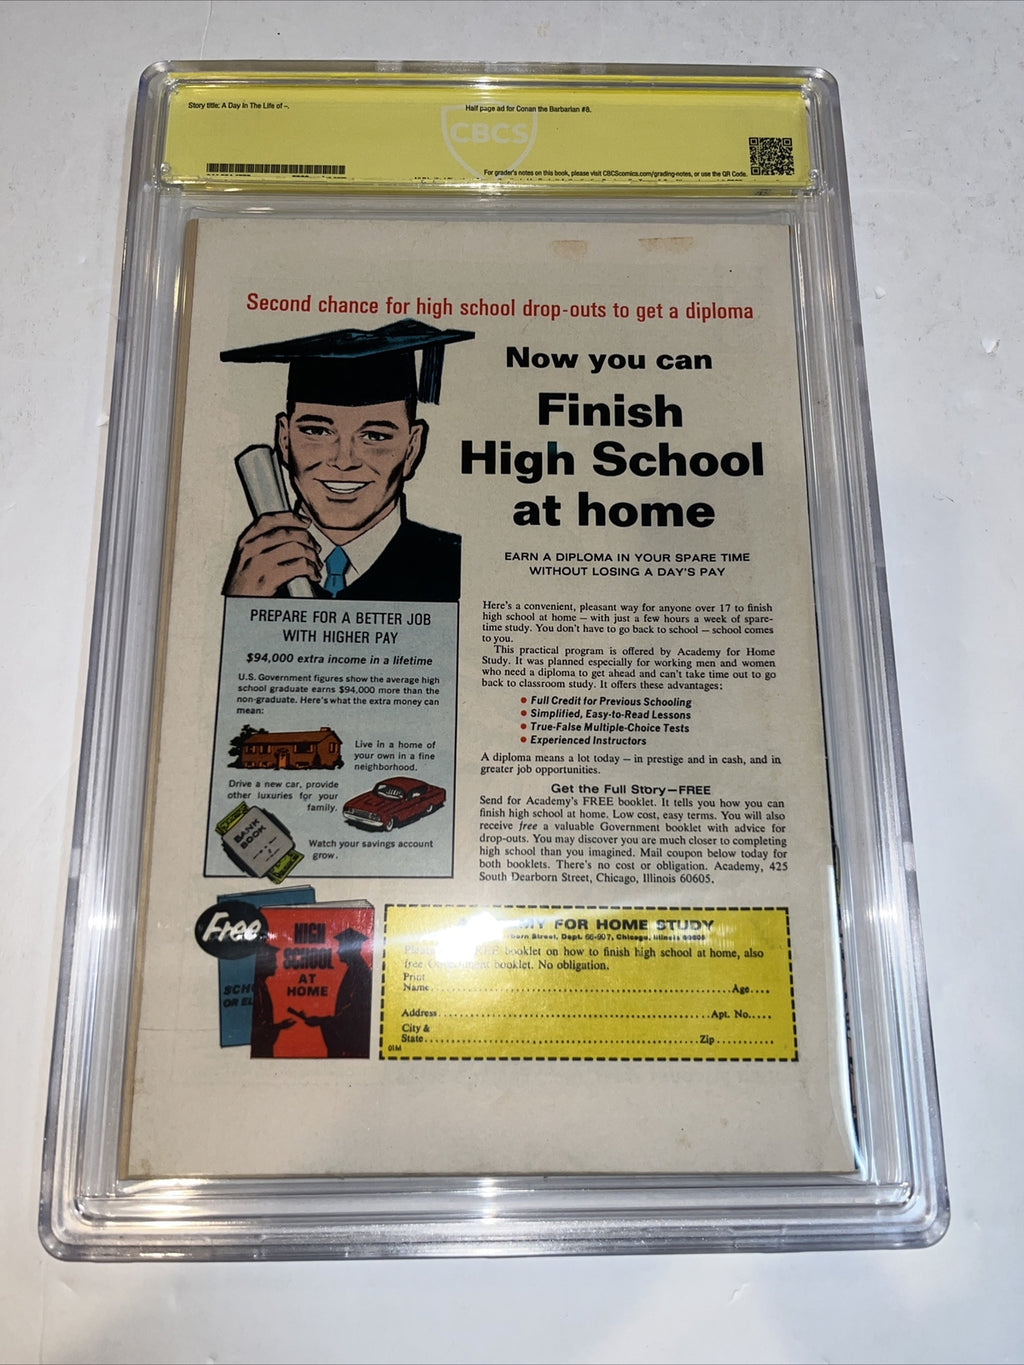 Story title: A Day In The Life of -.
Half page ad for Conan the Barbarian #8.
CBCS
For grader's notes on this book, please visit CBCScomics.com/grading-notes, or use the QR Code.
Second chance for high school drop-outs to get a diploma
Now you can
Finish
High School
at home
EARN A DIPLOMA IN YOUR SPARE TIME
WITHOUT LOSING A DAY'S PAY
PREPARE FOR A BETTER JOB
WITH HIGHER PAY
$94,000 extra income in a lifetime
U.S. Government figures show the average high
school graduate earns $94,000 more than the
non-graduate. Here's what the extra money can
mean:
Live in a home of
your own in a fine
neighborhood.
Drive a new car, provide
other luxuries for your
family.
BANK
BOOK
Watch your savings account
grow.
Here's a convenient, pleasant way for anyone over 17 to finish
high school at home — with just a few hours a week of spare-
time study. You don't have to go back to school — school comes
to you.
This practical program is offered by Academy for Home
Study. It was planned especially for working men and women
who need a diploma to get ahead and can't take time out to go
back to classroom study. It offers these advantages:
• Full Credit for Previous Schooling
• Simplified, Easy-to-Read Lessons
• True-False Multiple-Choice Tests
• Experienced Instructors
A diploma means a lot today — in prestige and in cash, and in
greater job opportunities.
Get the Full Story—FREE
Send for Academy's FREE booklet. It tells you how you can
finish high school at home. Low cost, easy terms. You will also
receive free a valuable Government booklet with advice for
drop-outs. You may discover you are much closer to completing
high school than you imagined. Mail coupon below today for
both booklets. There's no cost or obligation. Academy, 425
South Dearborn Street, Chicago, Illinois 60605.
Free
HIGH
SCHOOL
AT
HOME
SCH
OR EL
MY FOR HOME STUDY
born Street, Dept. 66-907, Chicago, Illinois 60605
booklet on how to finish high school at home, also
free booklet. No obligation.
Print
Name Age
Address Apt. No.
City &
State Zip
01M